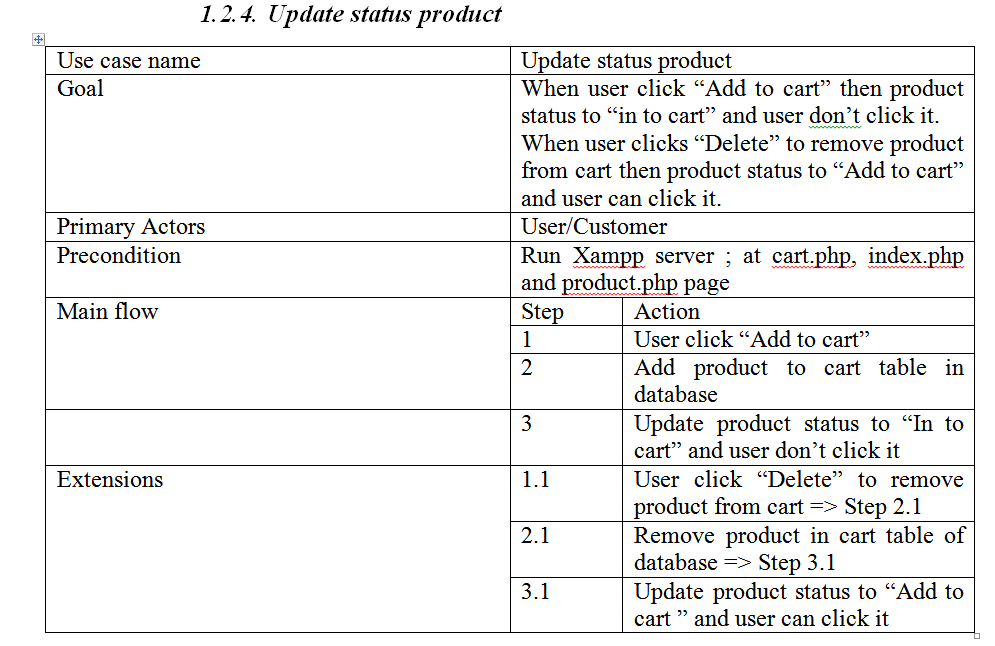 1.2.4. Update status product
Use case name
Update status product
Goal
When user click “Add to cart” then product
status to “in to cart” and user don’t click it.
When user clicks “Delete” to remove product
from cart then product status to “Add to cart”
and user can click it.
Primary Actors
User/Customer
Precondition
Run Xampp server ; at cart.php, index.php
and product.php page
Main flow
Step
Action
1
User click “Add to cart”
2
Add product to cart table in
database
3
Update product status to “In to
cart” and user don’t click it
Extensions
1.1
User click “Delete” to remove
product from cart => Step 2.1
2.1
Remove product in cart table of
database => Step 3.1
3.1
Update product status to “Add to
cart ” and user can click it